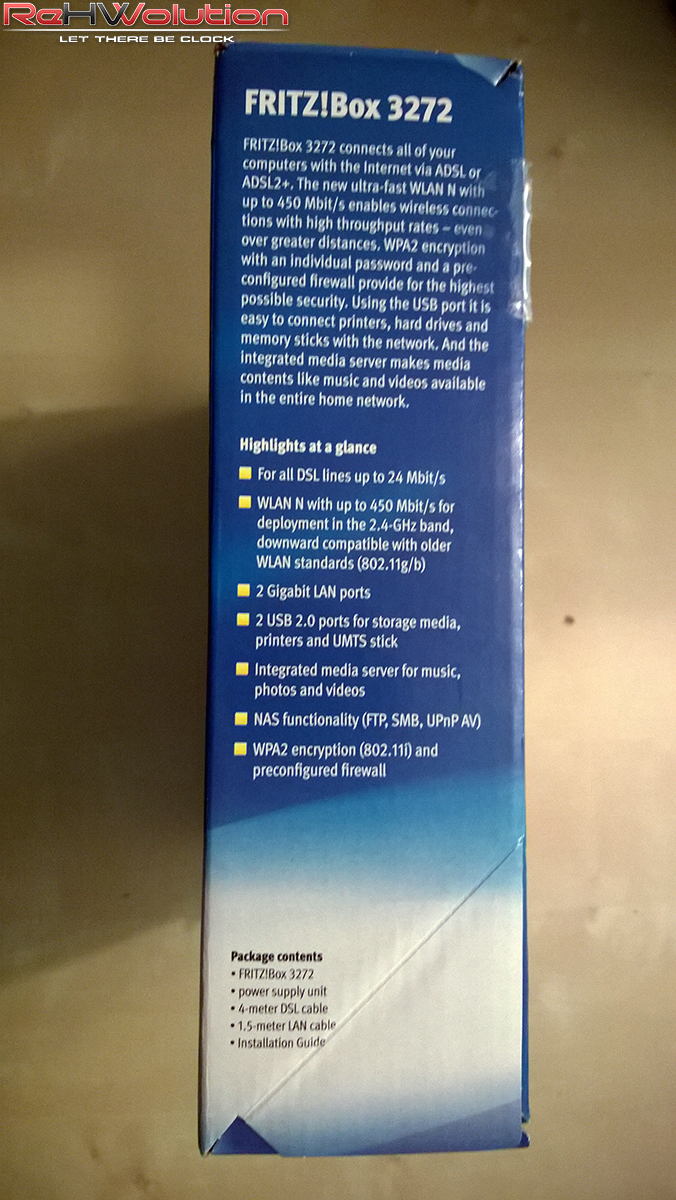 ReHWolution
LET THERE BE CLOCK
FRITZ!Box 3272
FRITZ!Box 3272 connects all of your
computers with the Internet via ADSL or
ADSL2+. The new ultra-fast WLAN N with
up to 450 Mbit/s enables wireless connec-
tions with high throughput rates – even
over greater distances. WPA2 encryption
with an individual password and a pre-
configured firewall provide for the highest
possible security. Using the USB port it is
easy to connect printers, hard drives and
memory sticks with the network. And the
integrated media server makes media
contents like music and videos available
in the entire home network.
Highlights at a glance
For all DSL lines up to 24 Mbit/s
WLAN N with up to 450 Mbit/s for
deployment in the 2.4-GHz band,
downward compatible with older
WLAN standards (802.11g/b)
2 Gigabit LAN ports
2 USB 2.0 ports for storage media,
printers and UMTS stick
Integrated media server for music,
photos and videos
NAS functionality (FTP, SMB, UPnP AV)
WPA2 encryption (802.11i) and
preconfigured firewall
Package contents
• FRITZ!Box 3272
• power supply unit
• 4-meter DSL cable
• 1.5-meter LAN cable
• Installation Guide